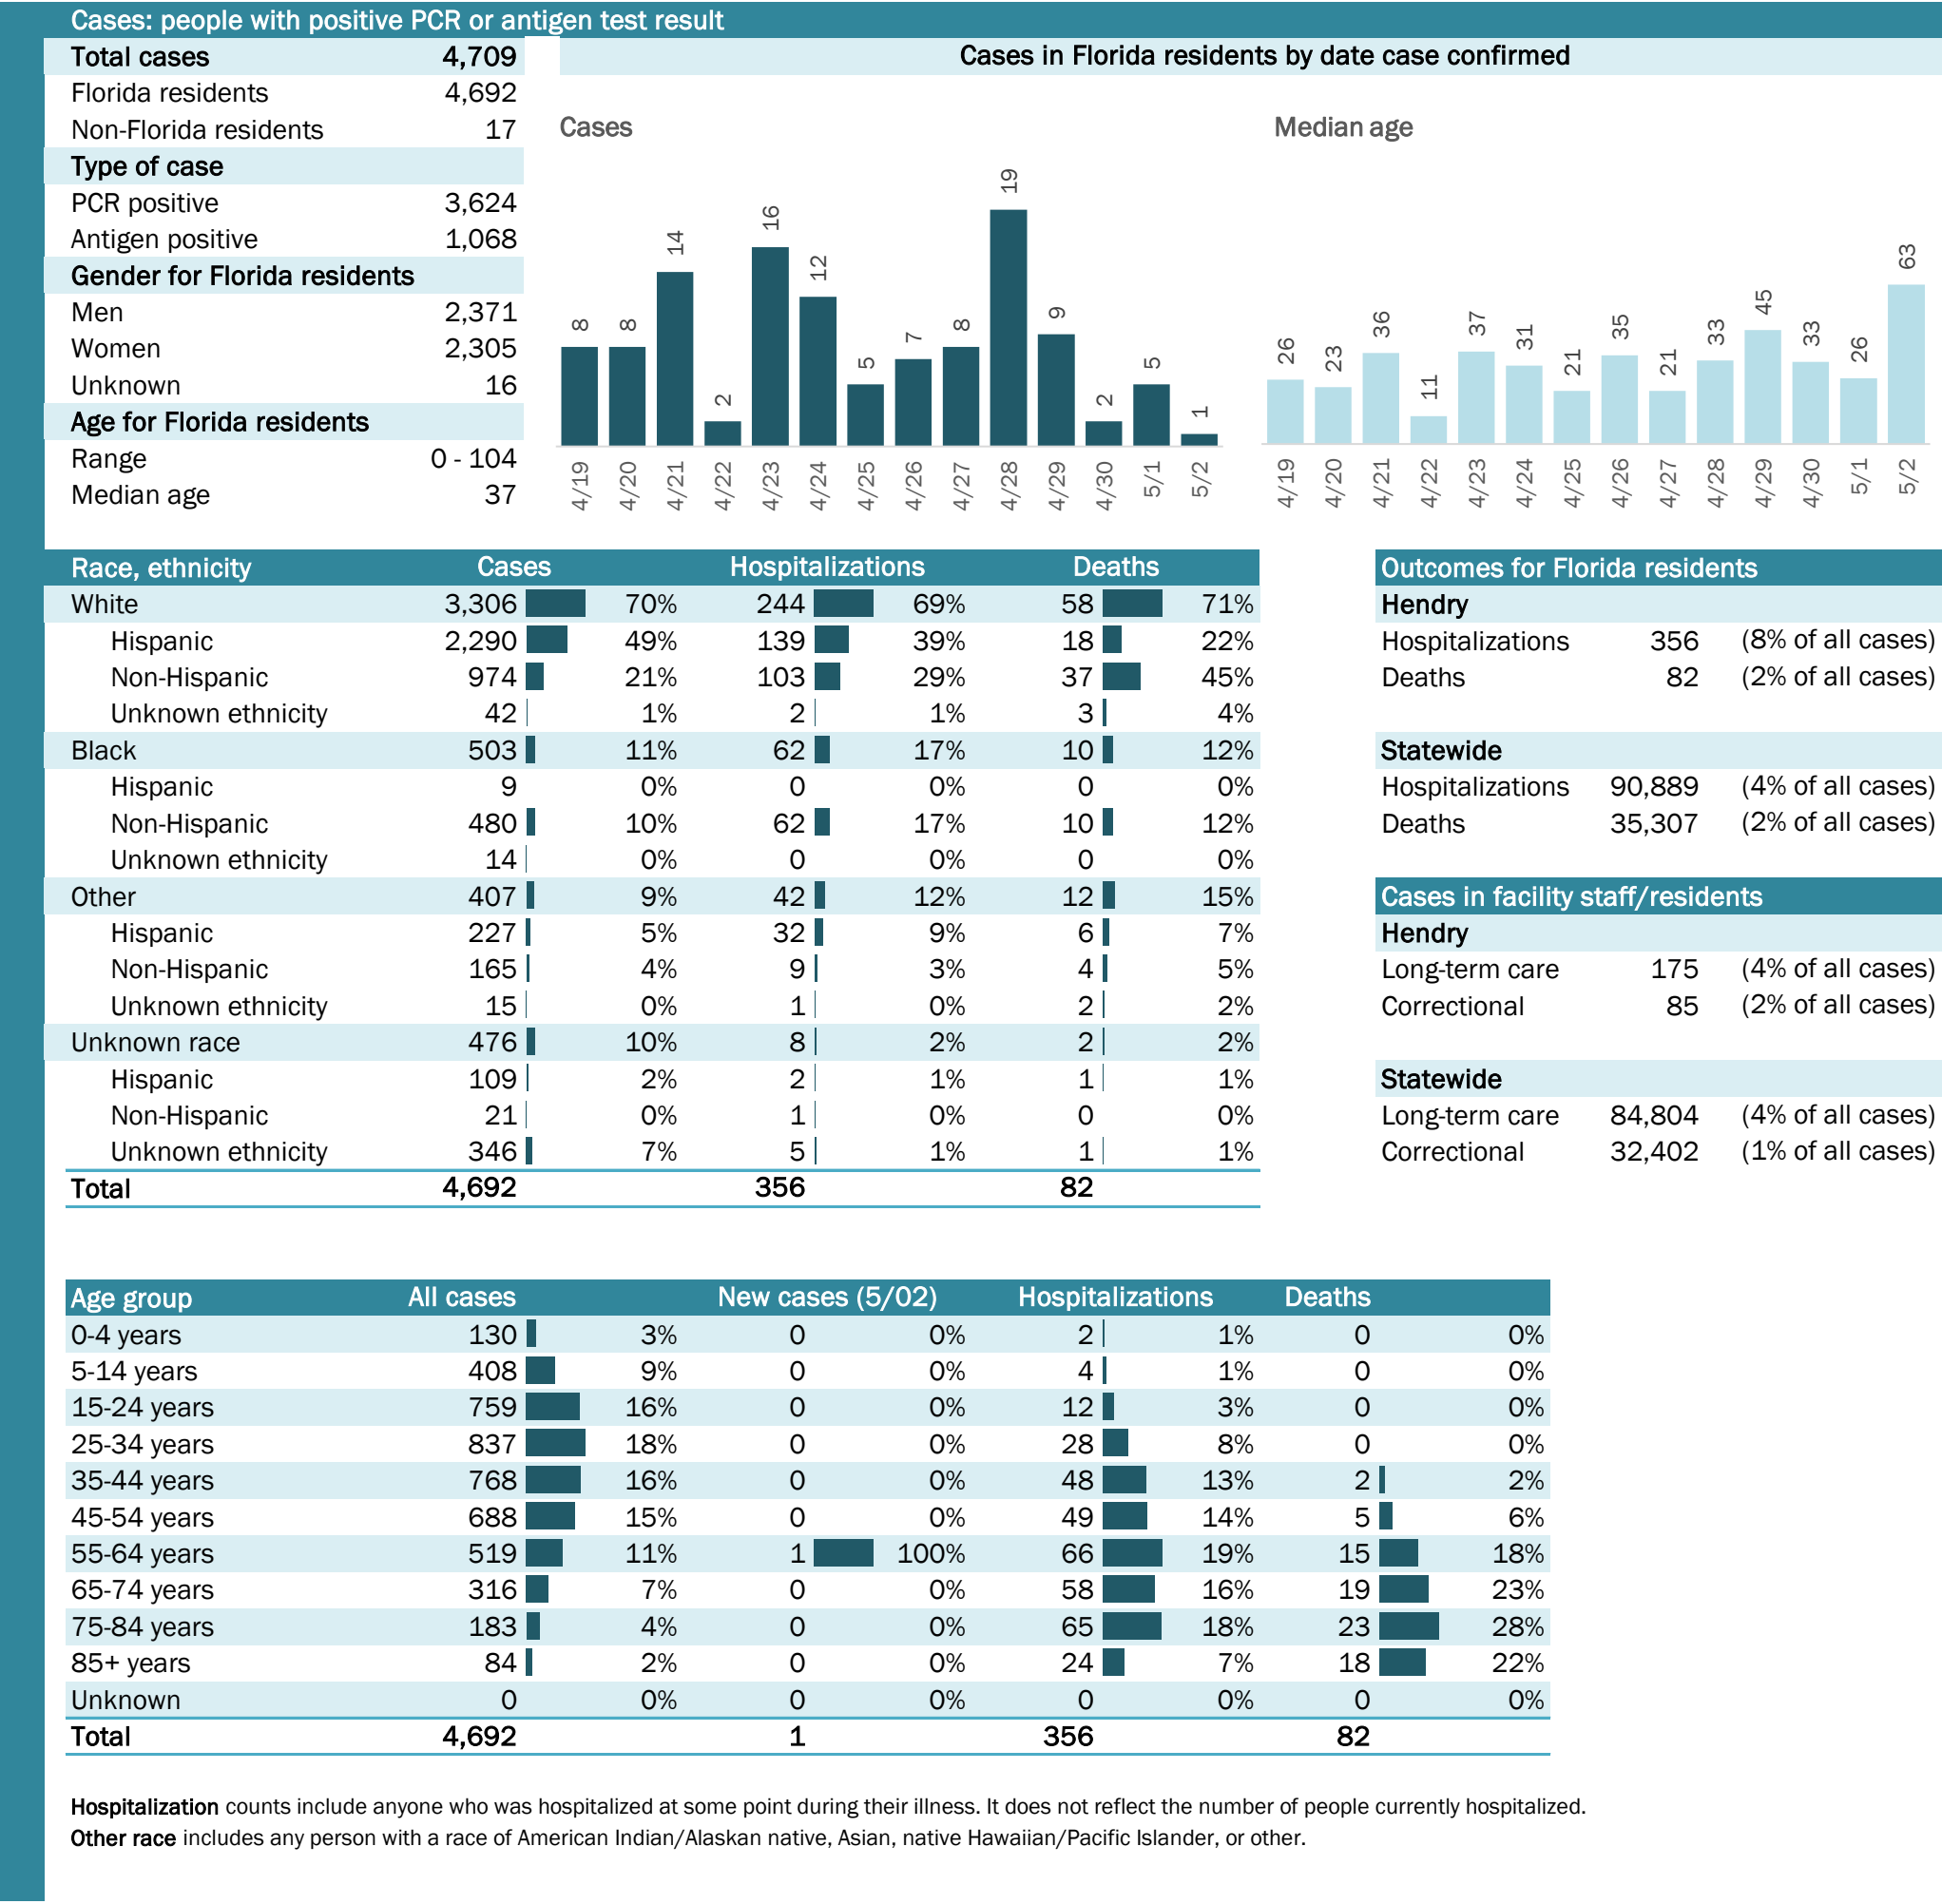 Cases: people with positive PCR or antigen test result
Total cases 4,709
Florida residents 4,692
Non-Florida residents 17
Type of case
PCR positive 3,624
Antigen positive 1,068
Gender for Florida residents
Men 2,371
Women 2,305
Unknown 16
Age for Florida residents
Range 0 - 104
Median age 37
Cases in Florida residents by date case confirmed
Cases
8 8 14 2 16 12 5 7 8 19 9 2 5 1
4/19 4/20 4/21 4/22 4/23 4/24 4/25 4/26 4/27 4/28 4/29 4/30 5/1 5/2
Median age
26 23 36 11 37 31 21 35 21 33 45 33 26 63
4/19 4/20 4/21 4/22 4/23 4/24 4/25 4/26 4/27 4/28 4/29 4/30 5/1 5/2
Race, ethnicity Cases Hospitalizations Deaths
White 3,306 70% 244 69% 58 71%
Hispanic 2,290 49% 139 39% 18 22%
Non-Hispanic 974 21% 103 29% 37 45%
Unknown ethnicity 42 1% 2 1% 3 4%
Black 503 11% 62 17% 10 12%
Hispanic 9 0% 0 0% 0 0%
Non-Hispanic 480 10% 62 17% 10 12%
Unknown ethnicity 14 0% 0 0% 0 0%
Other 407 9% 42 12% 12 15%
Hispanic 227 5% 32 9% 6 7%
Non-Hispanic 165 4% 9 3% 4 5%
Unknown ethnicity 15 0% 1 0% 2 2%
Unknown race 476 10% 8 2% 2 2%
Hispanic 109 2% 2 1% 1 1%
Non-Hispanic 21 0% 1 0% 0 0%
Unknown ethnicity 346 7% 5 1% 1 1%
Total 4,692 356 82
Outcomes for Florida residents
Hendry
Hospitalizations 356 (8% of all cases)
Deaths 82 (2% of all cases)
Statewide
Hospitalizations 90,889 (4% of all cases)
Deaths 35,307 (2% of all cases)
Cases in facility staff/residents
Hendry
Long-term care 175 (4% of all cases)
Correctional 85 (2% of all cases)
Statewide
Long-term care 84,804 (4% of all cases)
Correctional 32,402 (1% of all cases)
Age group All cases New cases (5/02) Hospitalizations Deaths
0-4 years 130 3% 0 0% 2 1% 0 0%
5-14 years 408 9% 0 0% 4 1% 0 0%
15-24 years 759 16% 0 0% 12 3% 0 0%
25-34 years 837 18% 0 0% 28 8% 0 0%
35-44 years 768 16% 0 0% 48 13% 2 2%
45-54 years 688 15% 0 0% 49 14% 5 6%
55-64 years 519 11% 1 100% 66 19% 15 18%
65-74 years 316 7% 0 0% 58 16% 19 23%
75-84 years 183 4% 0 0% 65 18% 23 28%
85+ years 84 2% 0 0% 24 7% 18 22%
Unknown 0 0% 0 0% 0 0% 0 0%
Total 4,692 1 356 82
Hospitalization counts include anyone who was hospitalized at some point during their illness. It does not reflect the number of people currently hospitalized.
Other race includes any person with a race of American Indian/Alaskan native, Asian, native Hawaiian/Pacific Islander, or other.